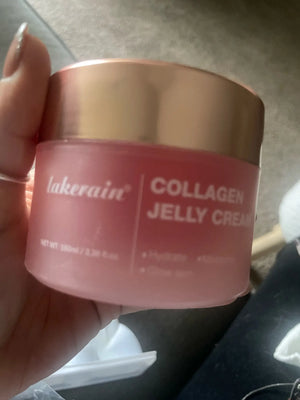 lakerain®
COLLAGEN
JELLY CREAM
NET WT. 100ml / 3.38 fl.oz
• Hydrate
• Glow skin